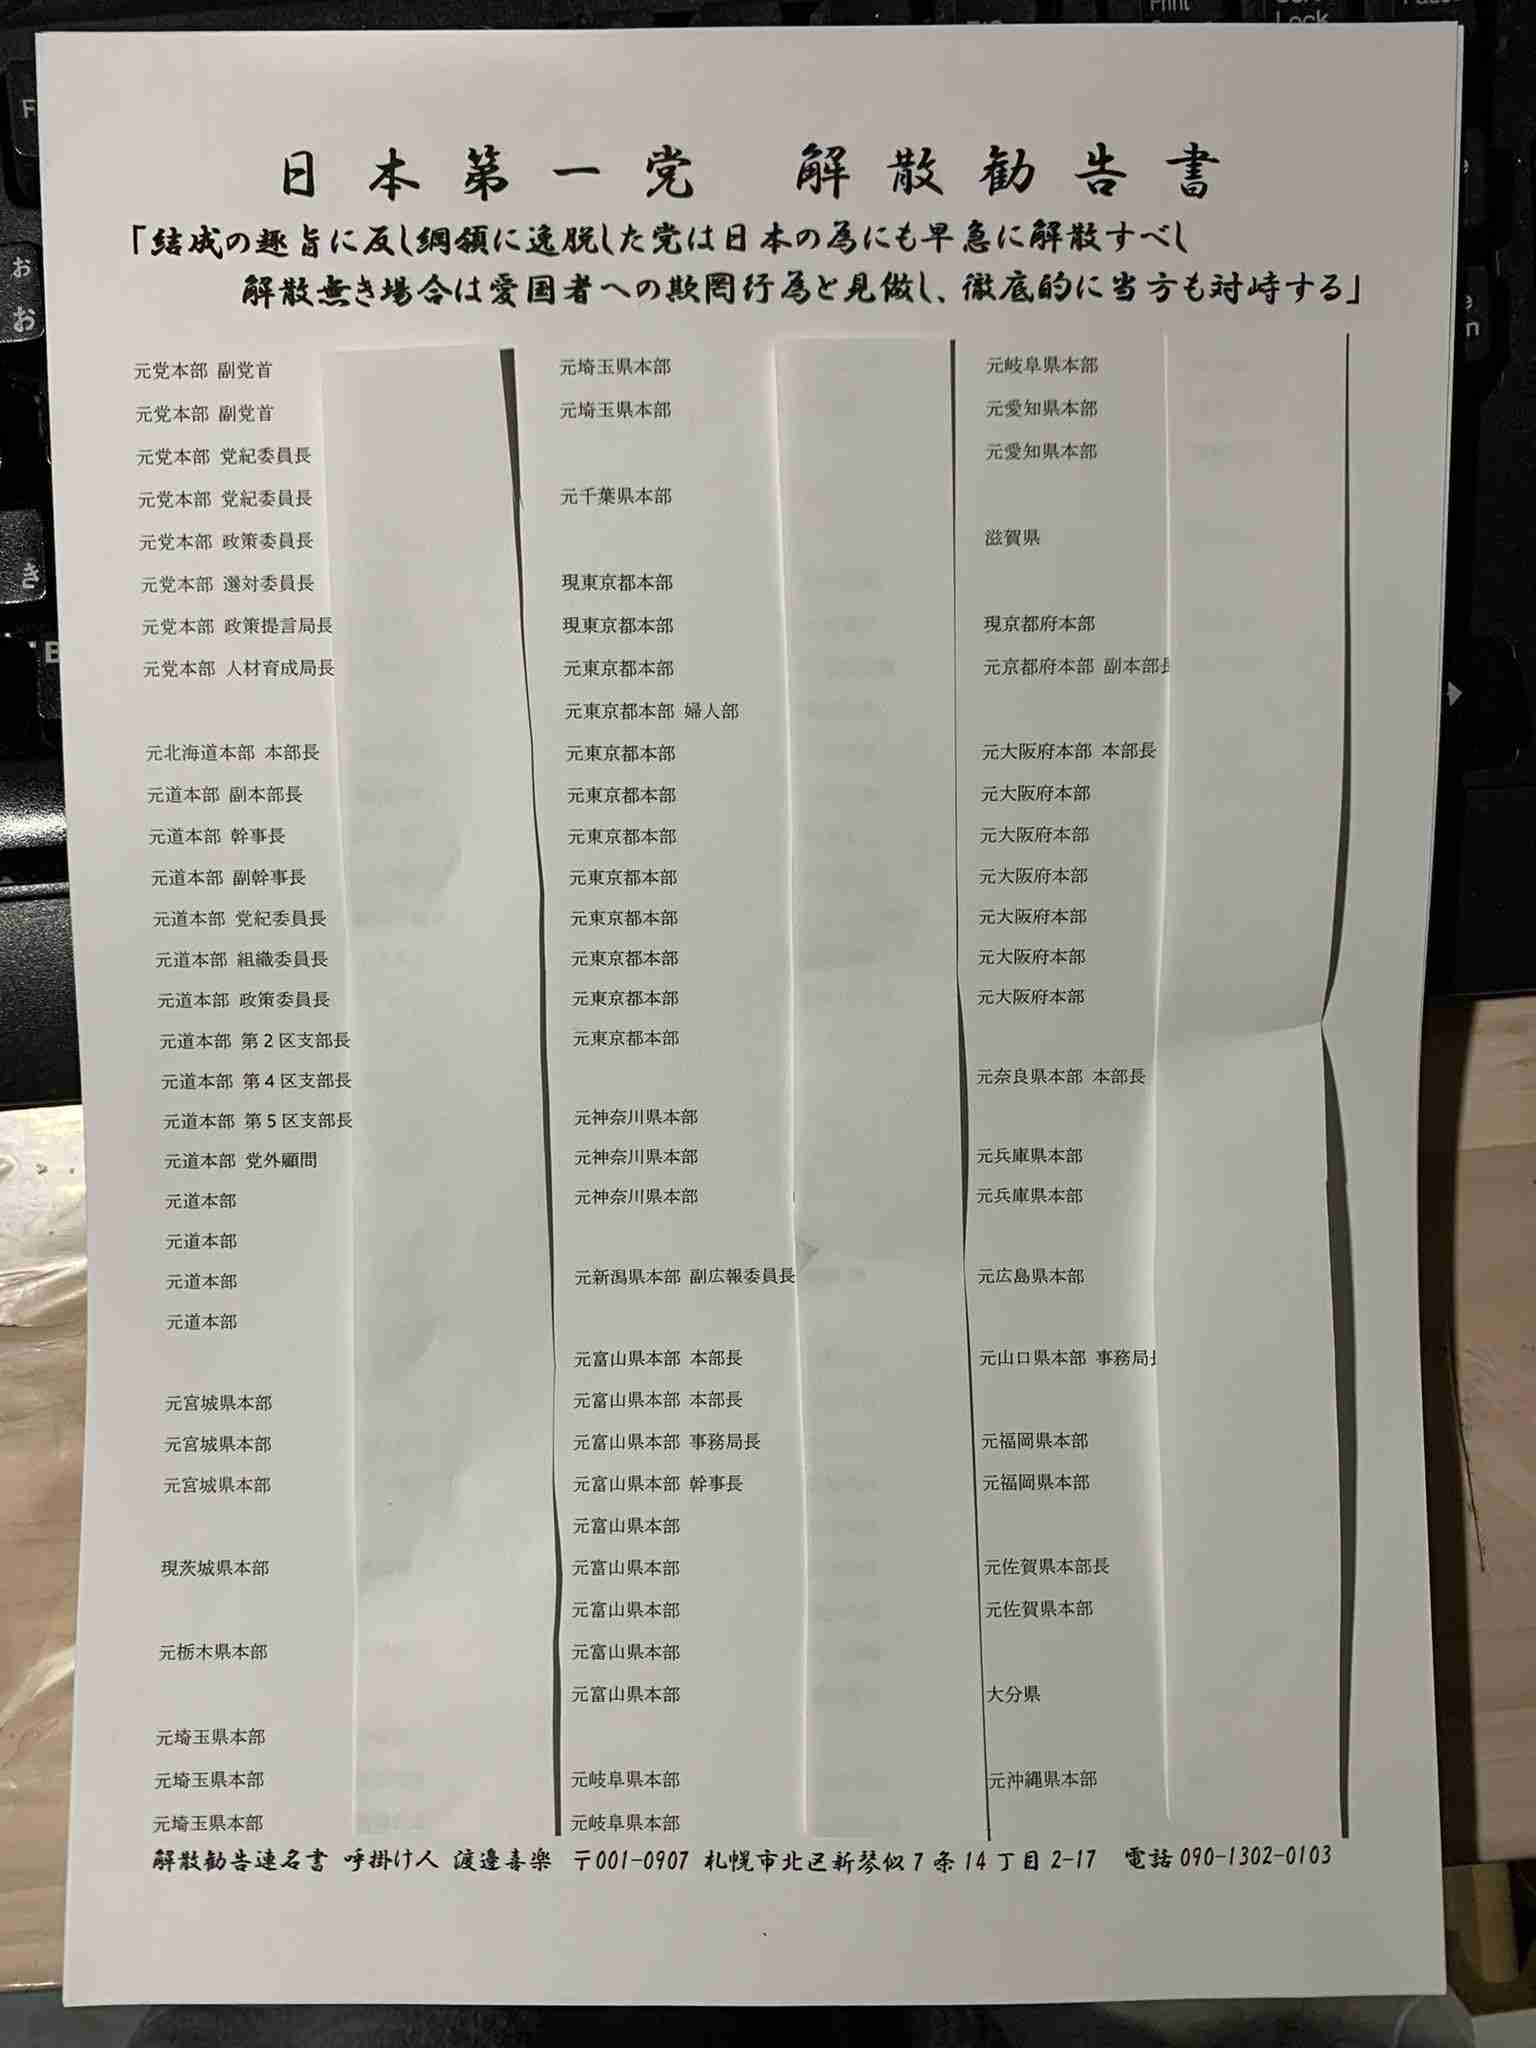 日本第一党 解散勧告書
「結成の趣旨に反し綱領に逸脱した党は日本の為にも早急に解散すべし
解散無き場合は愛国者への欺罔行為と見做し、徹底的に当方も対峙する」
元党本部 副党首
元党本部 副党首
元党本部 党紀委員長
元党本部 党紀委員長
元党本部 政策委員長
元党本部 選対委員長
元党本部 政策提言局長
元党本部 人材育成局長
元北海道本部 本部長
元道本部 副本部長
元道本部 幹事長
元道本部 副幹事長
元道本部 党紀委員長
元道本部 組織委員長
元道本部 政策委員長
元道本部 第2区支部長
元道本部 第4区支部長
元道本部 第5区支部長
元道本部 党外顧問
元道本部
元道本部
元道本部
元道本部
元宮城県本部
元宮城県本部
元宮城県本部
現茨城県本部
元栃木県本部
元埼玉県本部
元埼玉県本部
元埼玉県本部
元埼玉県本部
元埼玉県本部
元千葉県本部
現東京都本部
現東京都本部
元東京都本部
元東京都本部 婦人部
元東京都本部
元東京都本部
元東京都本部
元東京都本部
元東京都本部
元東京都本部
元東京都本部
元東京都本部
元神奈川県本部
元神奈川県本部
元神奈川県本部
元新潟県本部 副広報委員長
元富山県本部 本部長
元富山県本部 本部長
元富山県本部 事務局長
元富山県本部 幹事長
元富山県本部
元富山県本部
元富山県本部
元富山県本部
元富山県本部
元岐阜県本部
元岐阜県本部
元岐阜県本部
元愛知県本部
元愛知県本部
滋賀県
現京都府本部
元京都府本部 副本部長
元大阪府本部 本部長
元大阪府本部
元大阪府本部
元大阪府本部
元大阪府本部
元大阪府本部
元大阪府本部
元奈良県本部 本部長
元兵庫県本部
元兵庫県本部
元広島県本部
元山口県本部 事務局長
元福岡県本部
元福岡県本部
元佐賀県本部長
元佐賀県本部
大分県
元沖縄県本部
解散勧告連名書 呼掛け人 渡邊喜楽 〒001-0907 札幌市北区新琴似7条14丁目2-17 電話090-1302-0103